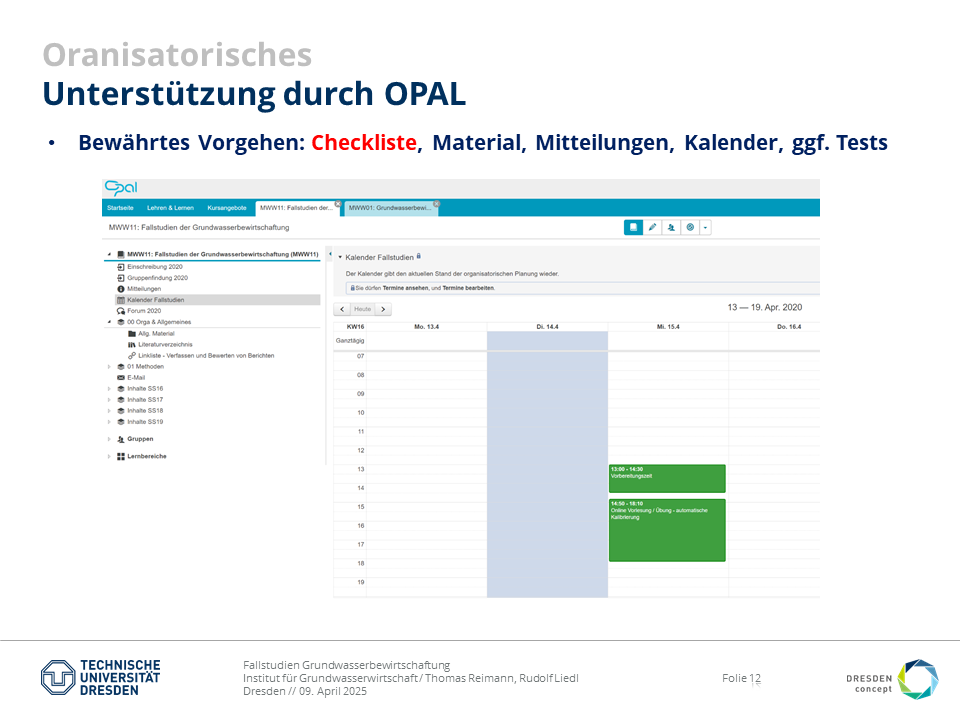 Oranisatorisches
Unterstützung durch OPAL
• Bewährtes Vorgehen: Checkliste, Material, Mitteilungen, Kalender, ggf. Tests
Opal
Startseite Lehren & Lernen Kursangebote MWW11: Fallstudien der... MWW01: Grundwasserbewi...
MWW11: Fallstudien der Grundwasserbewirtschaftung
MWW11: Fallstudien der Grundwasserbewirtschaftung (MWW11)
Einschreibung 2020
Gruppenfindung 2020
Mitteilungen
Kalender Fallstudien
Forum 2020
00 Orga & Allgemeines
Allg. Material
Literaturverzeichnis
Linkliste - Verfassen und Bewerten von Berichten
01 Methoden
E-Mail
Inhalte SS16
Inhalte SS17
Inhalte SS18
Inhalte SS19
Gruppen
Lernbereiche
Kalender Fallstudien
Der Kalender gibt den aktuellen Stand der organisatorischen Planung wieder.
Sie dürfen Termine ansehen, und Termine bearbeiten.
Heute 13 — 19. Apr. 2020
KW16 Mo. 13.4 Di. 14.4 Mi. 15.4 Do. 16.4
Ganztägig
07
08
09
10
11
12
13
14
15
16
17
18
19
13:00 - 14:30
Vorbereitungszeit
14:50 - 18:10
Online Vorlesung / Übung - automatische
Kalibrierung
TECHNISCHE
UNIVERSITÄT
DRESDEN
Fallstudien Grundwasserbewirtschaftung
Institut für Grundwasserwirtschaft / Thomas Reimann, Rudolf Liedl
Dresden // 09. April 2025
Folie 12
DRESDEN
concept